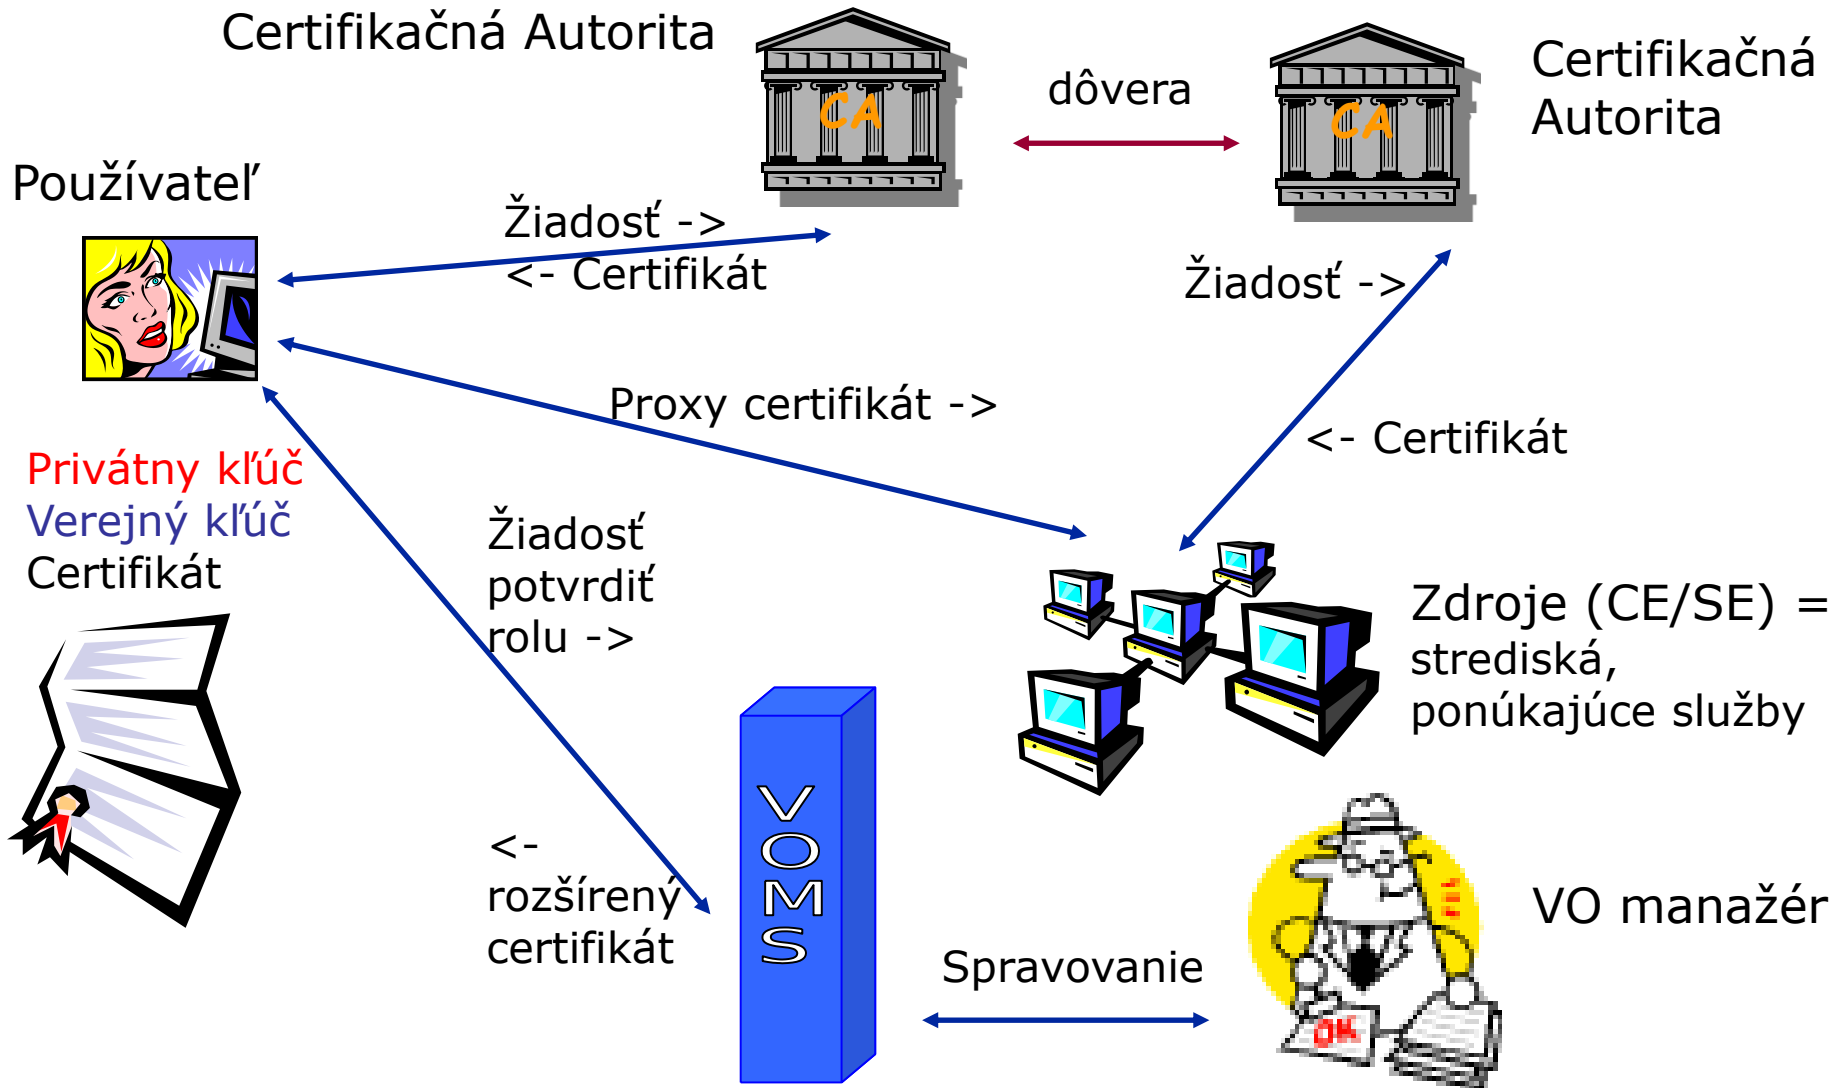 Certifikačná Autorita
CA
dôvera
CA
Certifikačná
Autorita
Používateľ
Žiadosť ->
<- Certifikát
Žiadosť ->
Proxy certifikát ->
<- Certifikát
Privátny kľúč
Verejný kľúč
Certifikát
Žiadosť
potvrdiť
rolu ->
Zdroje (CE/SE) =
strediská,
ponúkajúce služby
VOMS
<-
rozšírený
certifikát
VO manažér
Spravovanie
OK